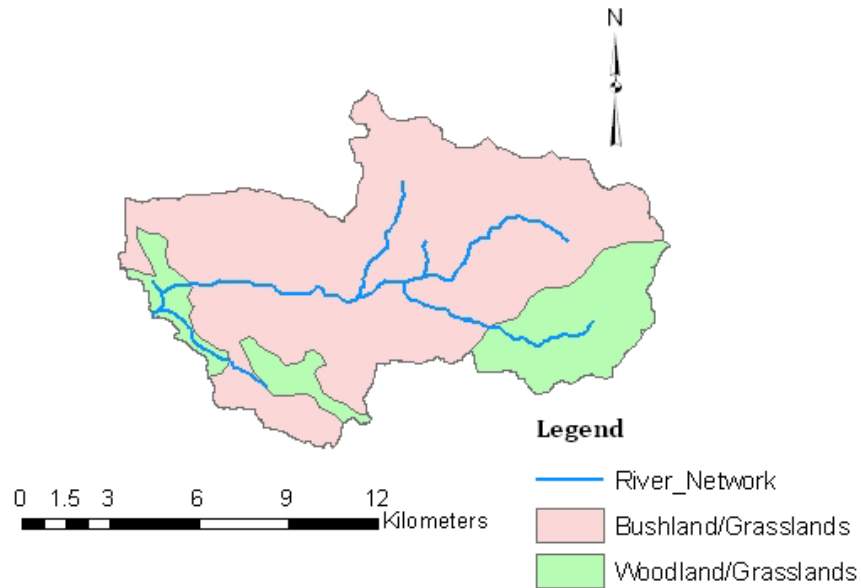 N
Legend
River_Network
Bushland/Grasslands
Woodland/Grasslands
0 1.5 3 6 9 12
Kilometers